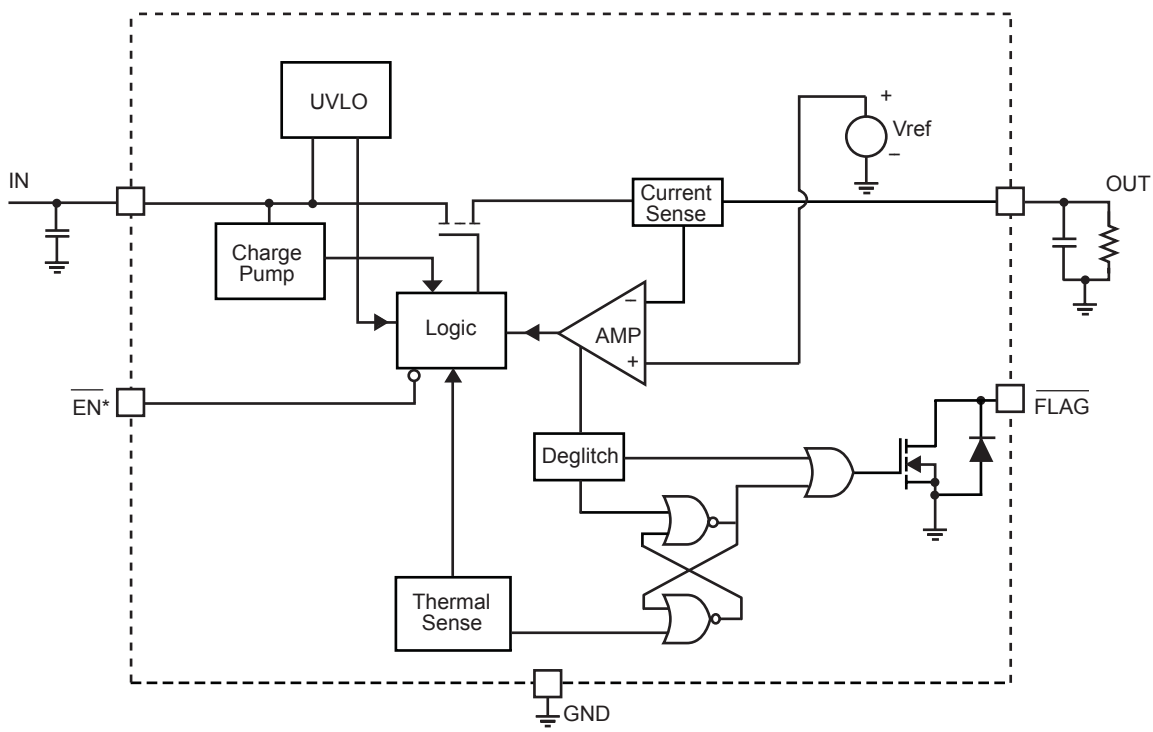 UVLO
+
Vref
−
IN
OUT
Current
Sense
Charge
Pump
−
Logic
AMP
+
EN*
FLAG
Deglitch
Thermal
Sense
GND